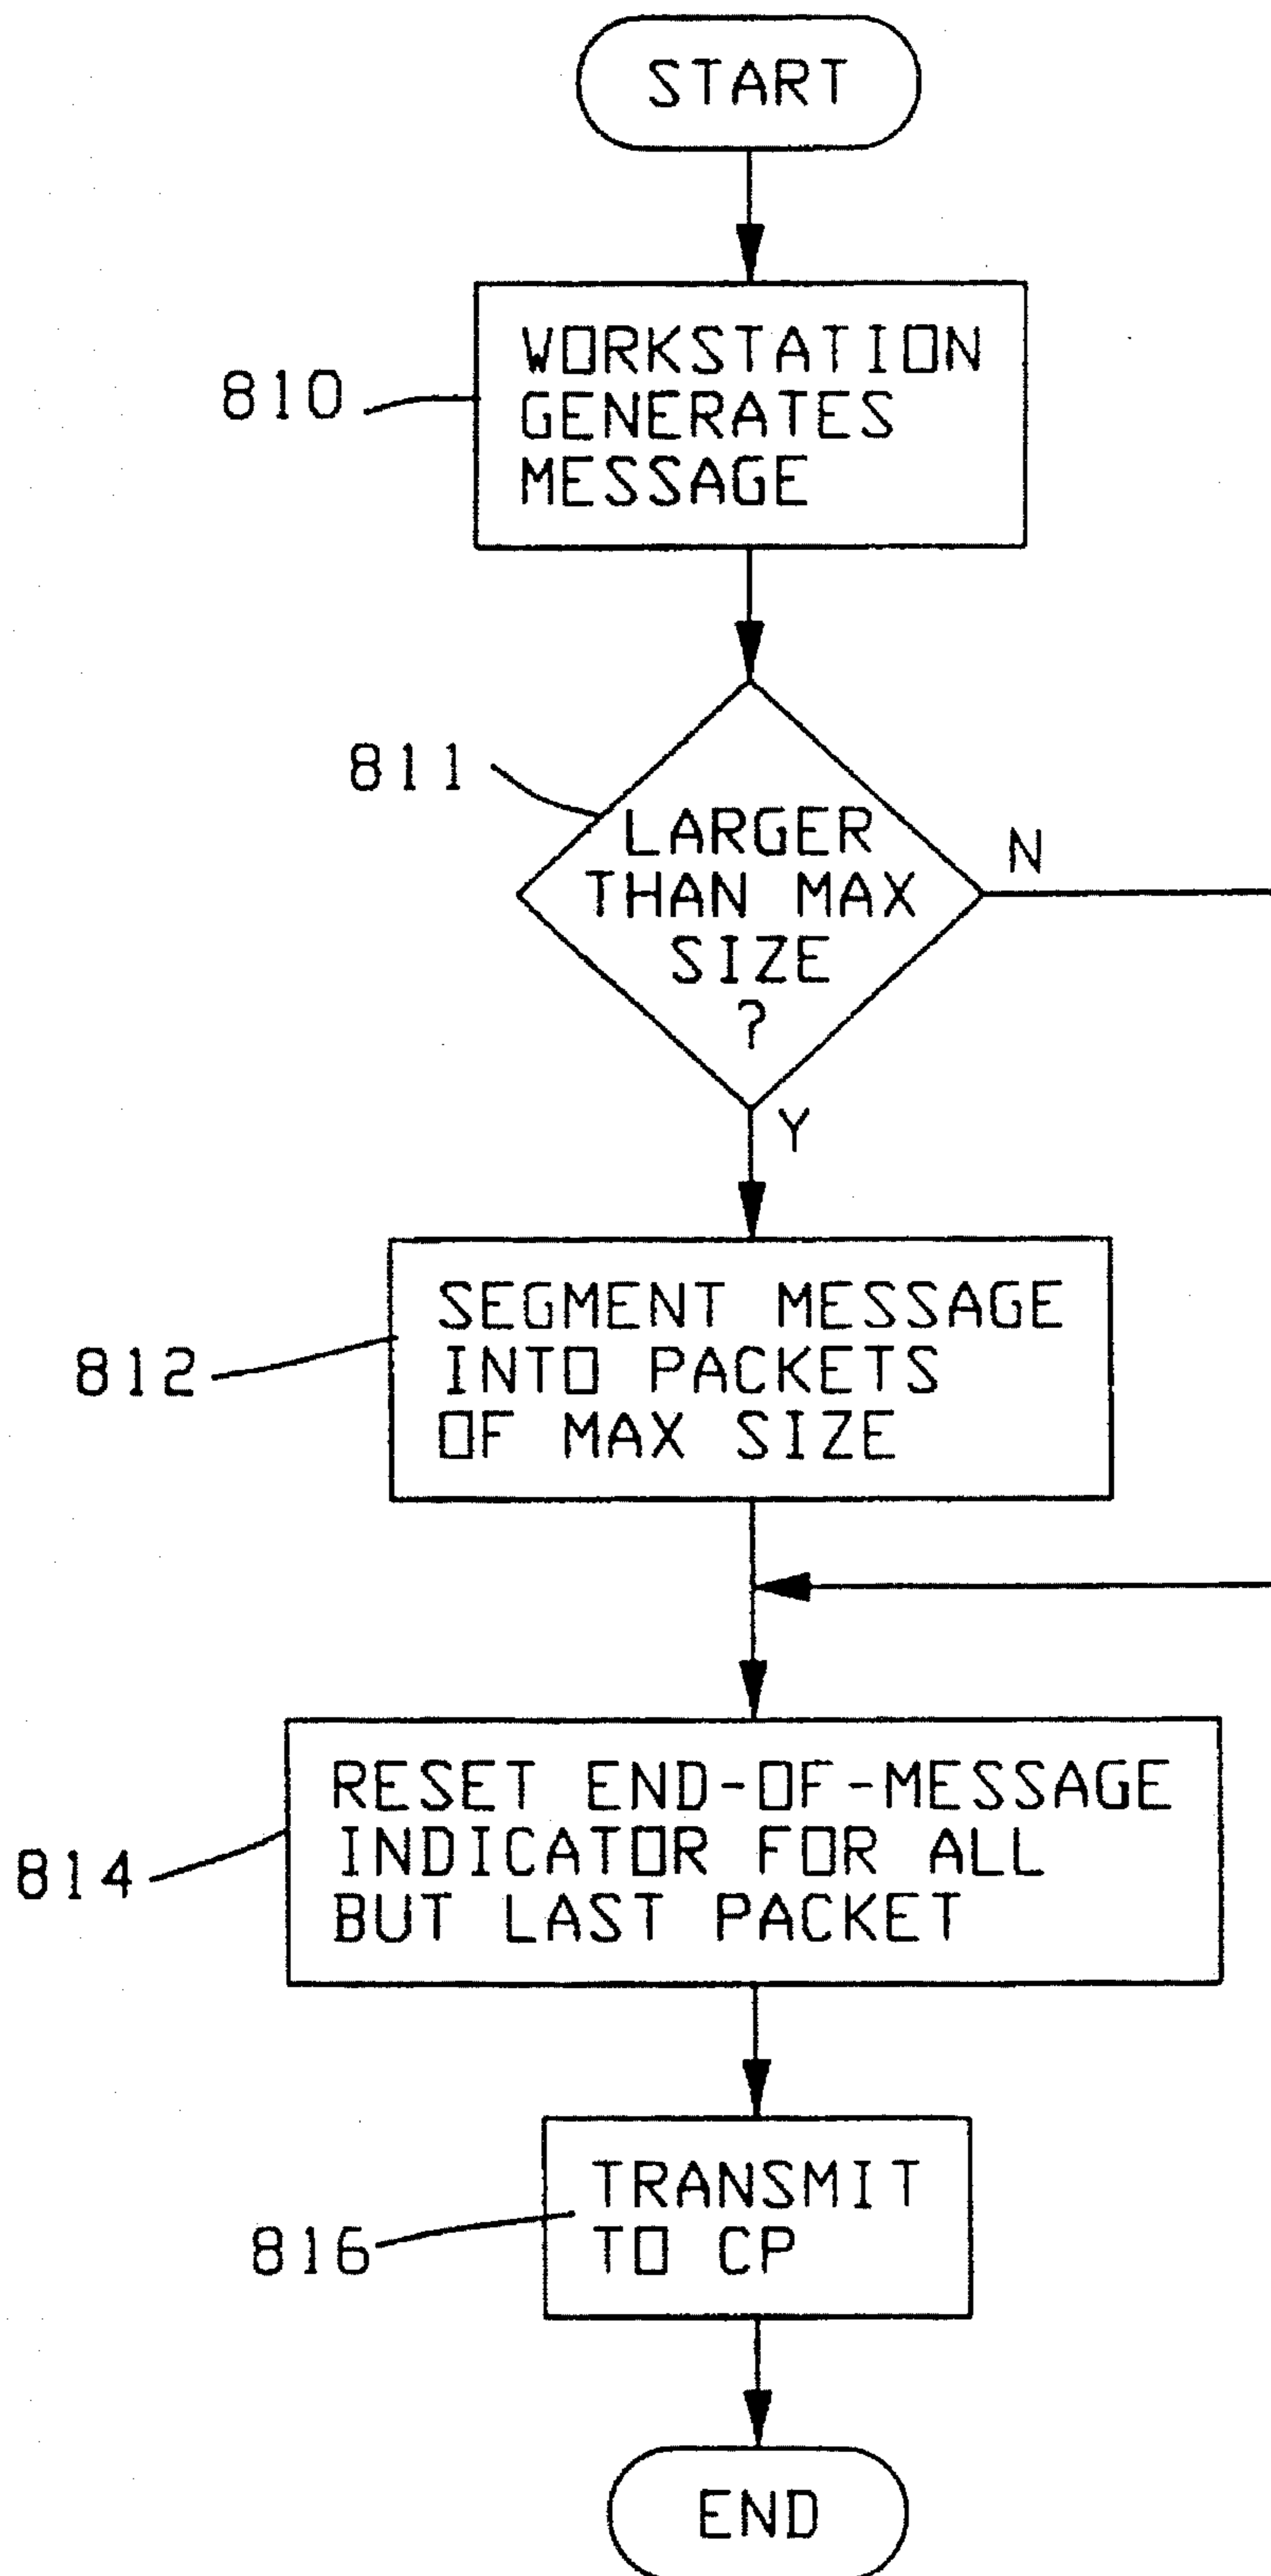 START
810
WORKSTATION
GENERATES
MESSAGE
811
LARGER
THAN MAX
SIZE
?
N
Y
812
SEGMENT MESSAGE
INTO PACKETS
OF MAX SIZE
814
RESET END-OF-MESSAGE
INDICATOR FOR ALL
BUT LAST PACKET
816
TRANSMIT
TO CP
END